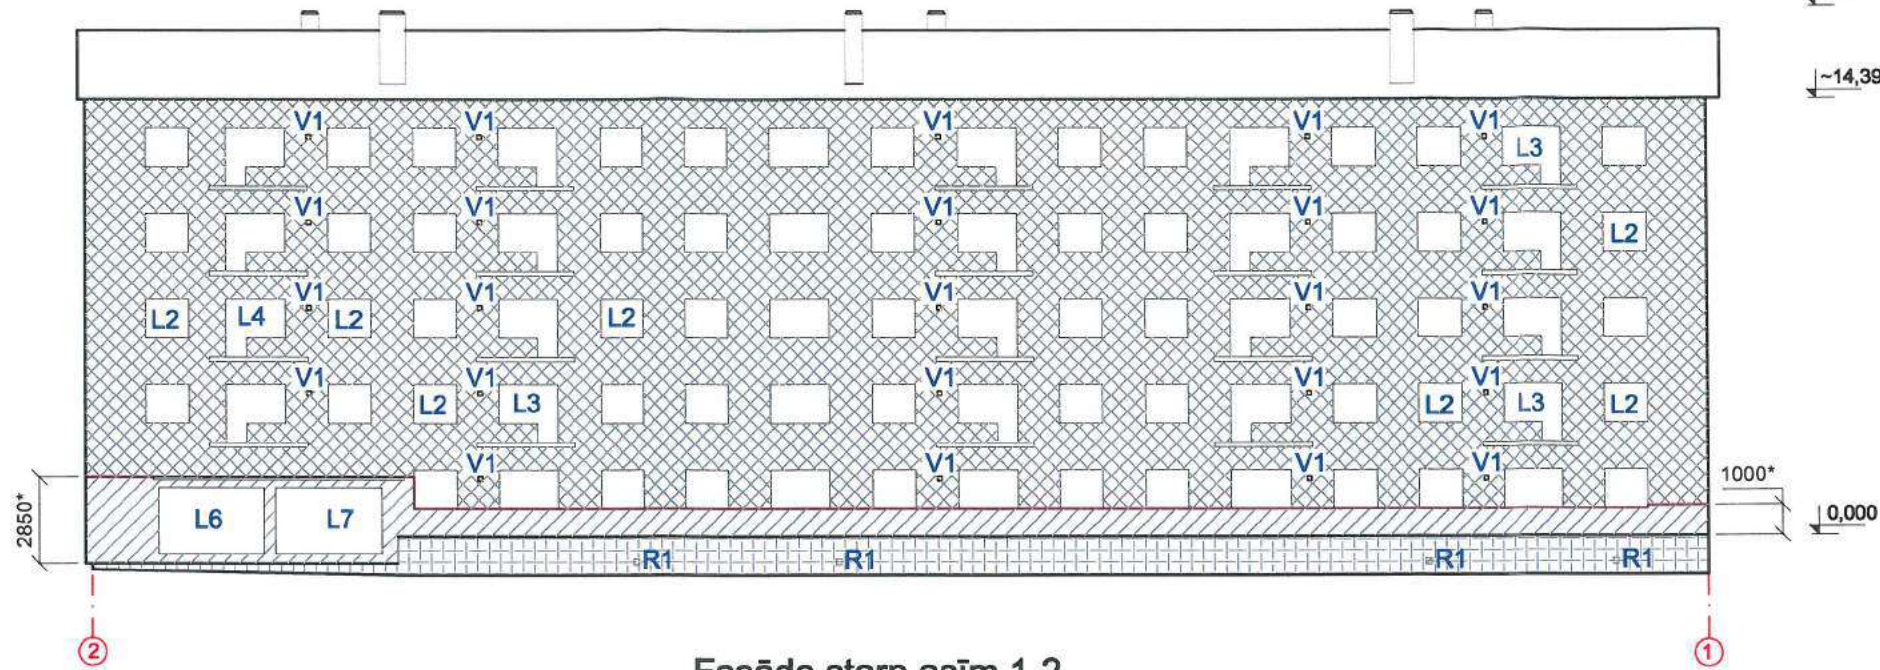 ~14,39
V1 V1 V1 V1 V1
L3
V1 V1 V1 V1 V1
L2
V1 V1 V1 V1 V1
L2 L4 L2 L2
V1 V1 V1 V1 V1
L2 L3 L2 L3 L2
V1 V1 V1 V1
1000*
2850*
L6 L7
0,000
R1 R1 R1 R1
2 1